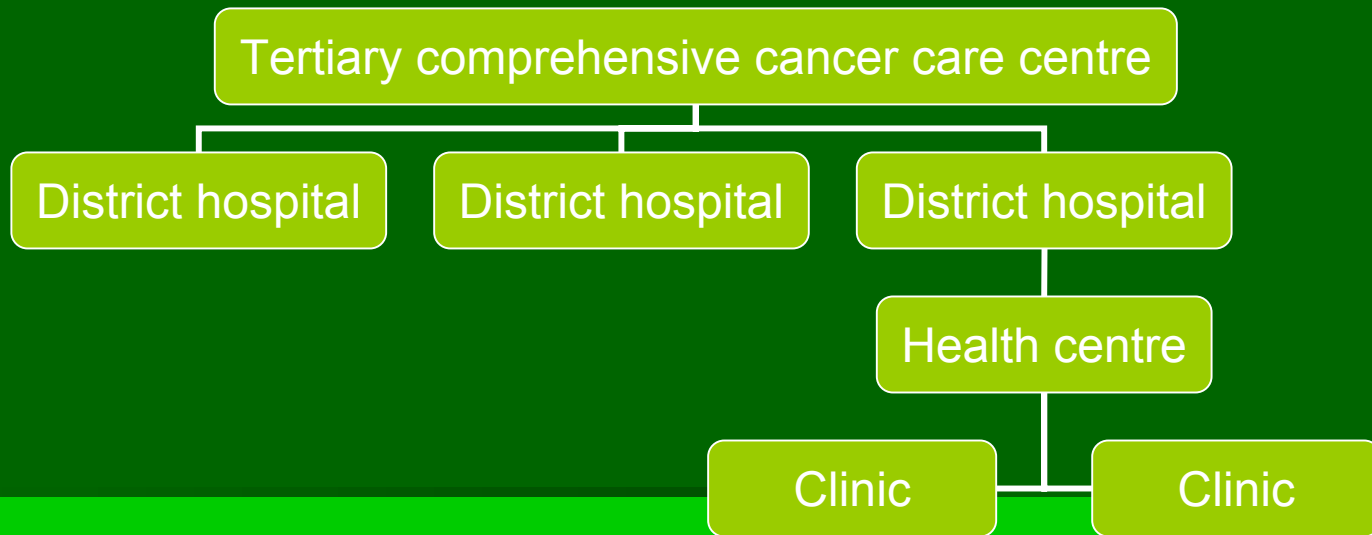 Tertiary comprehensive cancer care centre
District hospital
District hospital
District hospital
Health centre
Clinic
Clinic